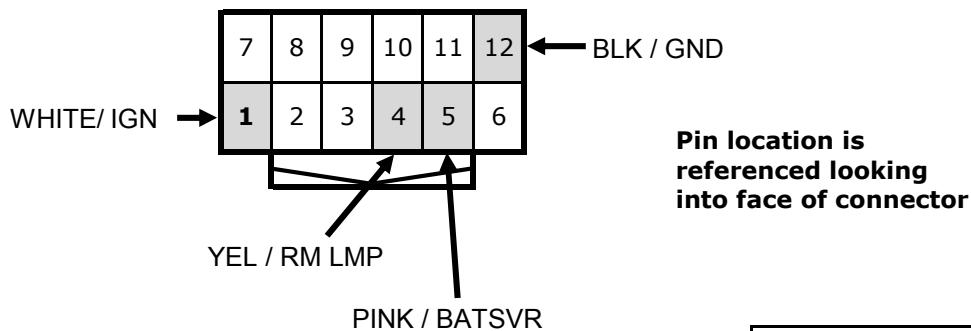 7 8 9 10 11 12
BLK / GND
WHITE/ IGN
1 2 3 4 5 6
Pin location is
referenced looking
into face of connector
YEL / RM LMP
PINK / BATSVR